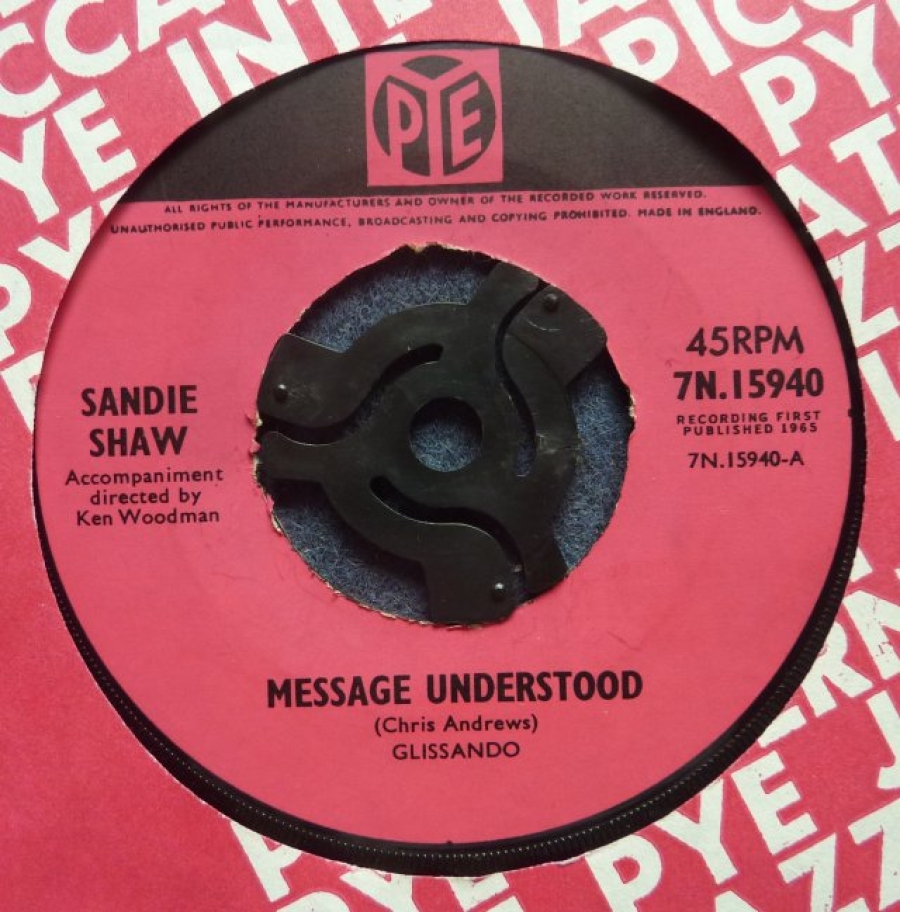 PYE
ALL RIGHTS OF THE MANUFACTURERS AND OWNER OF THE RECORDED WORK RESERVED.
UNAUTHORISED PUBLIC PERFORMANCE, BROADCASTING AND COPYING PROHIBITED. MADE IN ENGLAND.
SANDIE
SHAW
Accompaniment
directed by
Ken Woodman
45RPM
7N.15940
RECORDING FIRST
PUBLISHED 1965
7N.15940-A
MESSAGE UNDERSTOOD
(Chris Andrews)
GLISSANDO
PYE
PYE